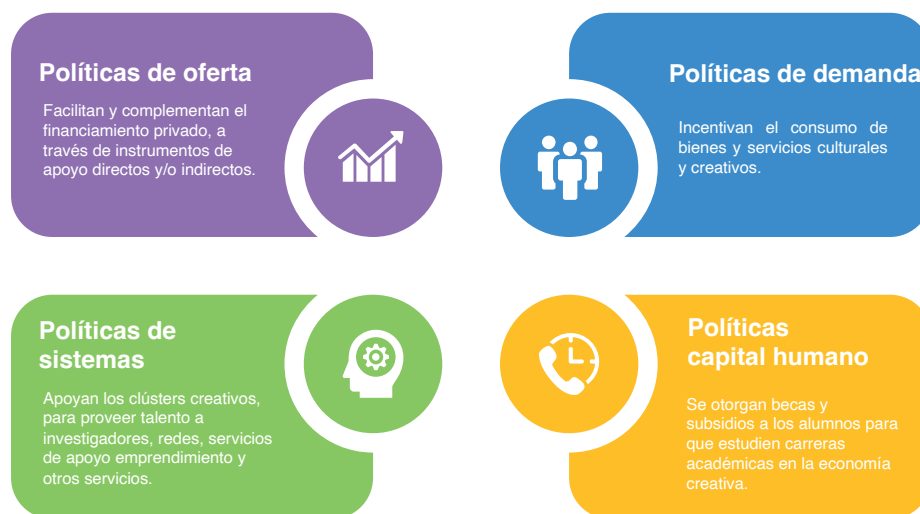 Políticas de oferta
Facilitan y complementan el
financiamiento privado, a
través de instrumentos de
apoyo directos y/o indirectos.
Políticas de demanda
Incentivan el consumo de
bienes y servicios culturales
y creativos.
Políticas de
sistemas
Apoyan los clústers creativos,
para proveer talento a
investigadores, redes, servicios
de apoyo emprendimiento y
otros servicios.
Políticas
capital humano
Se otorgan becas y
subsidios a los alumnos para
que estudien carreras
académicas en la economía
creativa.